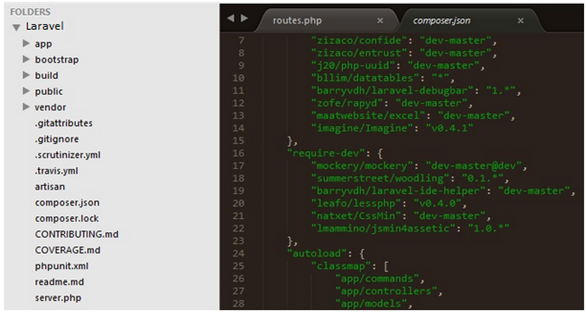 FOLDERS
Laravel
app
bootstrap
build
public
vendor
.gitattributes
.gitignore
.scrutinizer.yml
.travis.yml
artisan
composer.json
composer.lock
CONTRIBUTING.md
COVERAGE.md
phpunit.xml
readme.md
server.php
routes.php × composer.json ×
7 "zizaco/confide": "dev-master",
8 "zizaco/entrust": "dev-master",
9 "j20/php-uuid": "dev-master",
10 "bllim/datatables": "*",
11 "barryvdh/laravel-debugbar": "1.*",
12 "zofe/rapyd": "dev-master",
13 "maatwebsite/excel": "dev-master",
14 "imagine/Imagine": "v0.4.1"
15 },
16 "require-dev": {
17 "mockery/mockery": "dev-master@dev",
18 "summerstreet/woodling": "0.1.*",
19 "barryvdh/laravel-ide-helper": "dev-master",
20 "leafo/lessphp": "v0.4.0",
21 "natxet/CssMin": "dev-master",
22 "lmammino/jsmin4assetic": "1.0.*"
23 },
24 "autoload": {
25 "classmap": [
26 "app/commands",
27 "app/controllers",
28 "app/models",